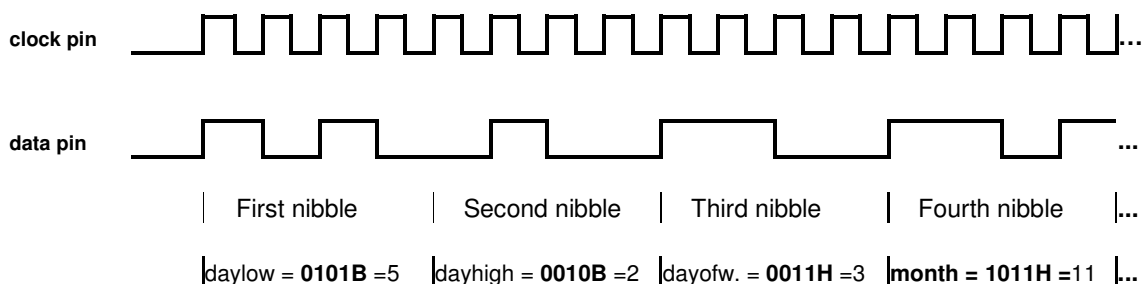 clock pin ...
data pin ...
First nibble Second nibble Third nibble Fourth nibble ...
daylow = 0101B =5 dayhigh = 0010B =2 dayofw. = 0011H =3 month = 1011H =11 ...